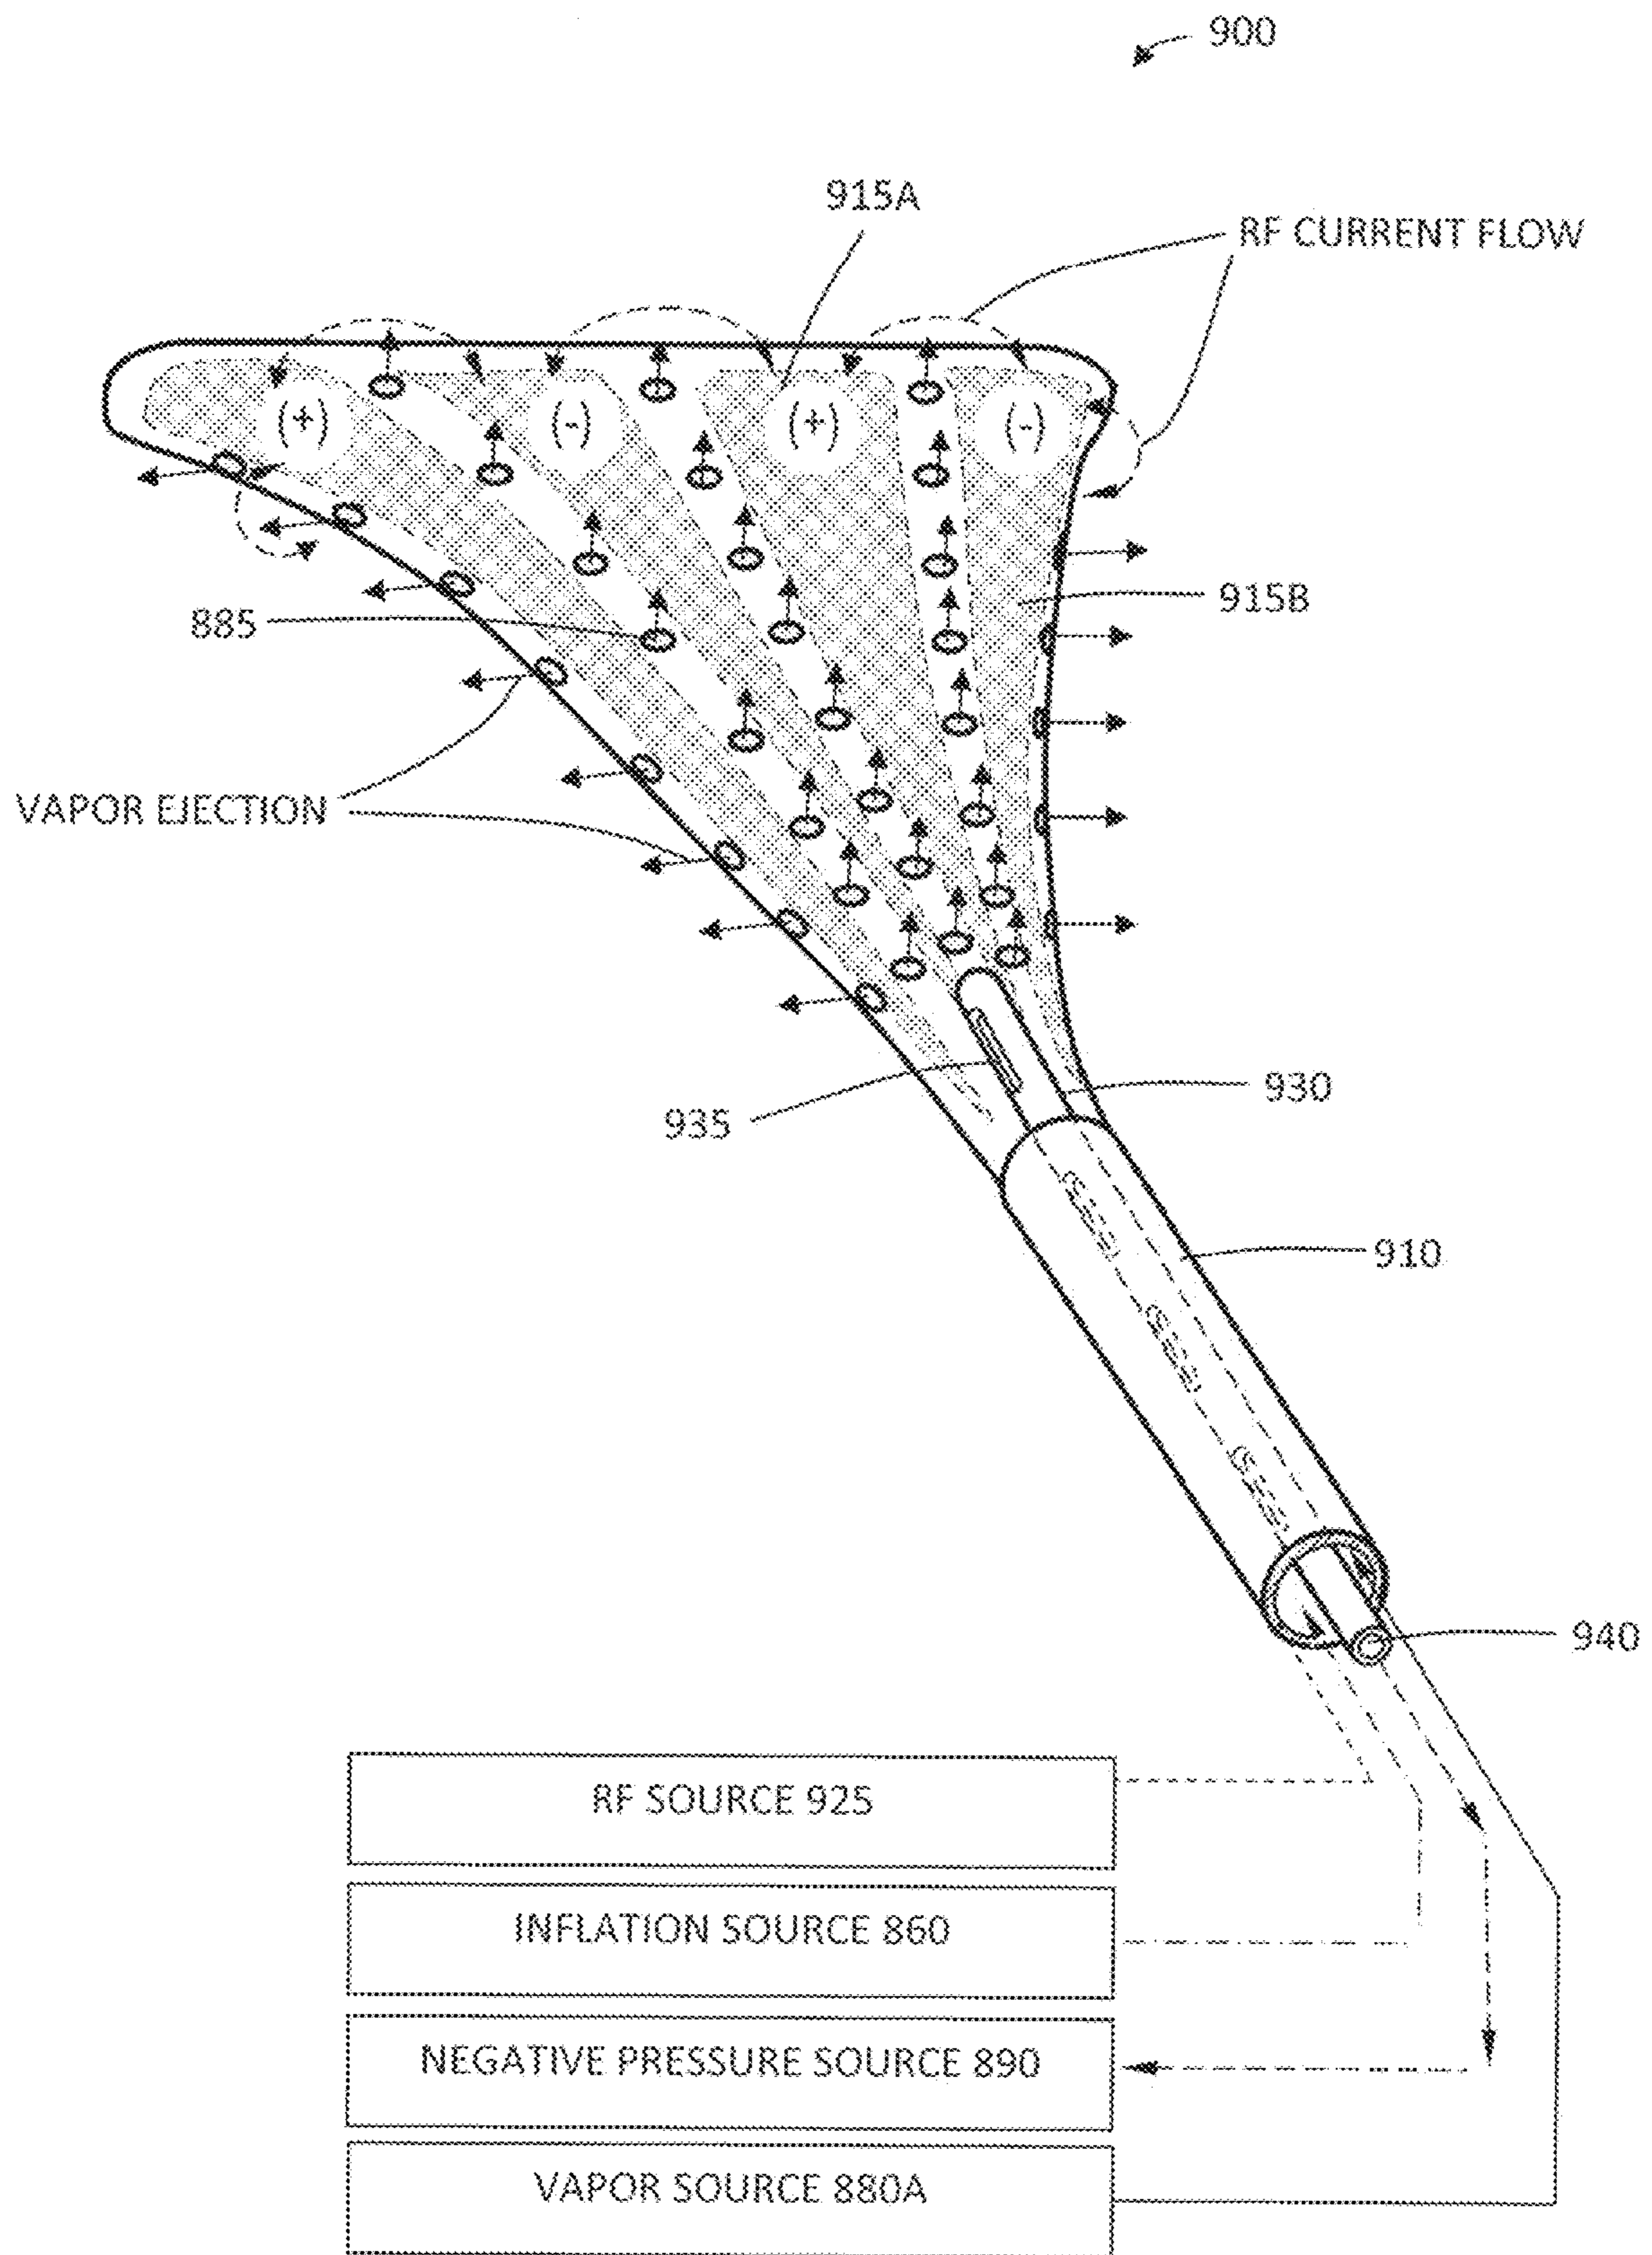 900
915A
RF CURRENT FLOW
(+)
(-)
(+)
(-)
915B
885
VAPOR EJECTION
930
935
910
940
RF SOURCE 925
INFLATION SOURCE 860
NEGATIVE PRESSURE SOURCE 890
VAPOR SOURCE 880A